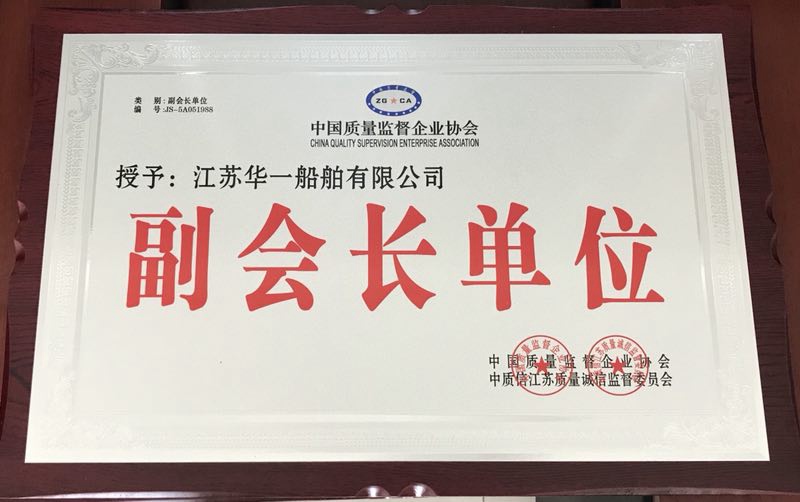 类 别：副会长单位
编 号：JS-5A051988
ZG★CA
中国质量监督企业协会
CHINA QUALITY SUPERVISION ENTERPRISE ASSOCIATION
授予：江苏华一船舶有限公司
副会长单位
中国质量监督企业协会
中质信江苏质量诚信监督委员会